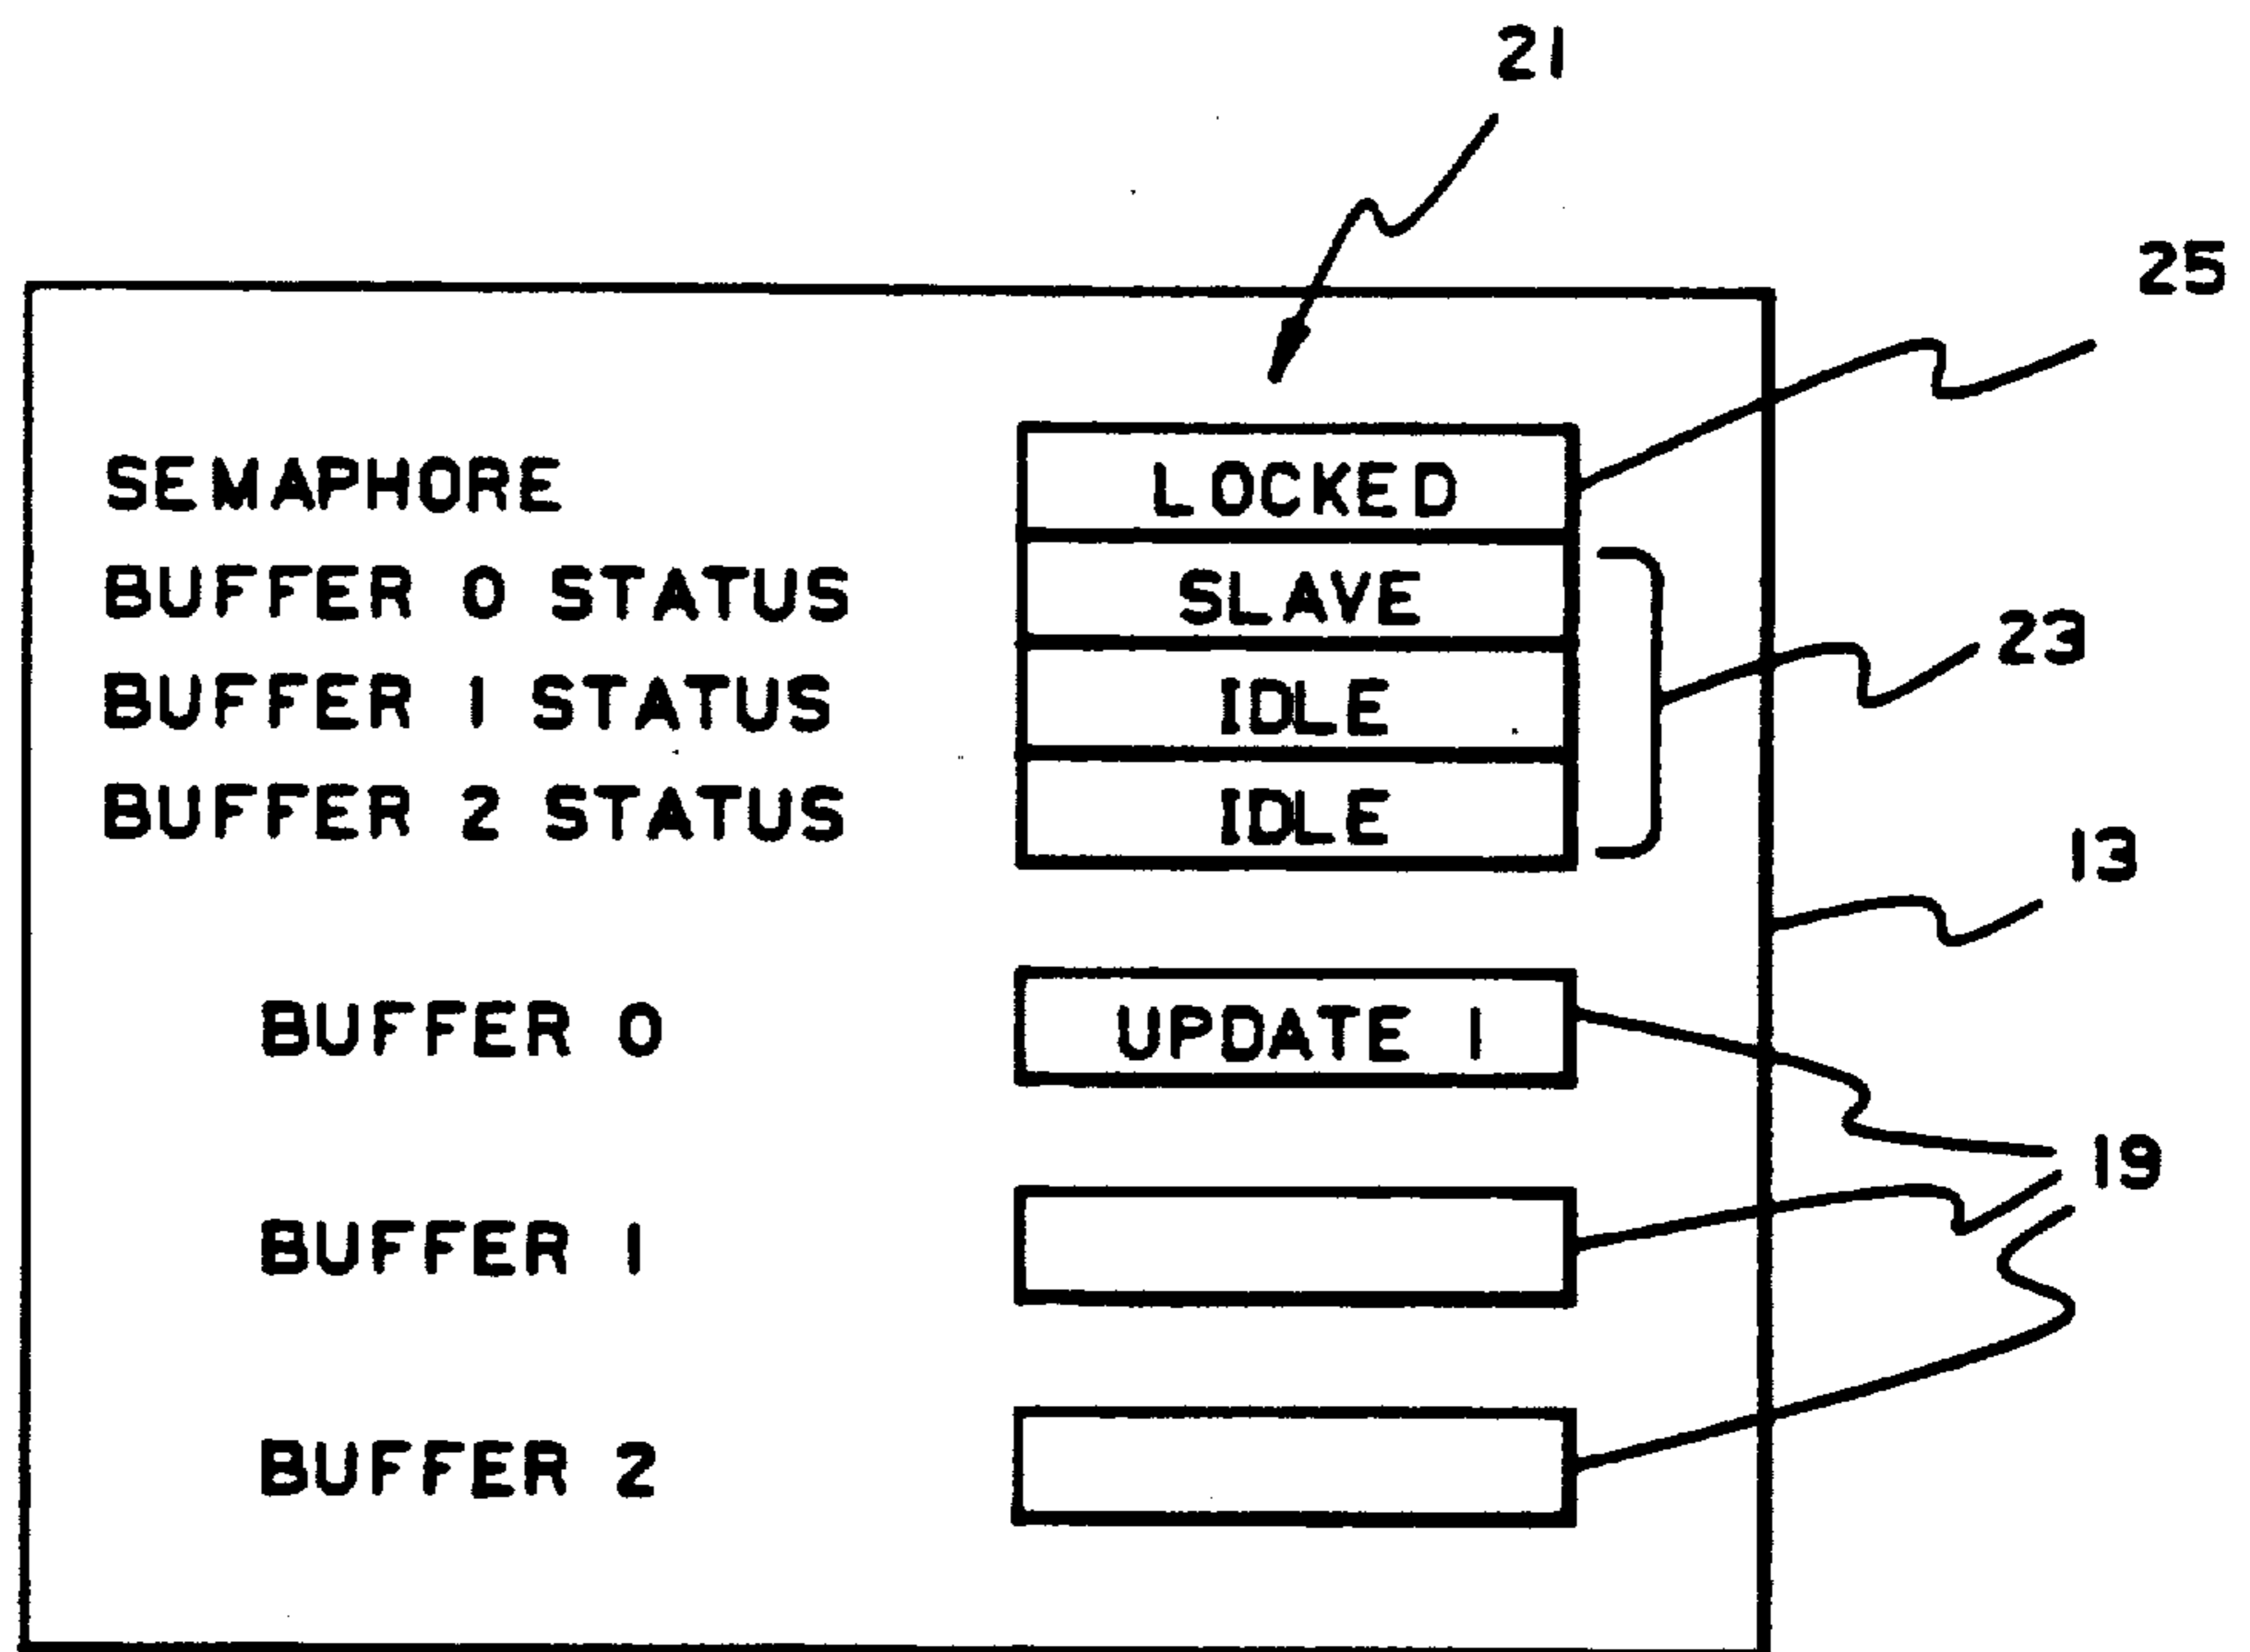 21
25
SEMAPHORE LOCKED
BUFFER 0 STATUS SLAVE
23
BUFFER 1 STATUS IDLE
BUFFER 2 STATUS IDLE
13
BUFFER 0 UPDATE 1
19
BUFFER 1
BUFFER 2